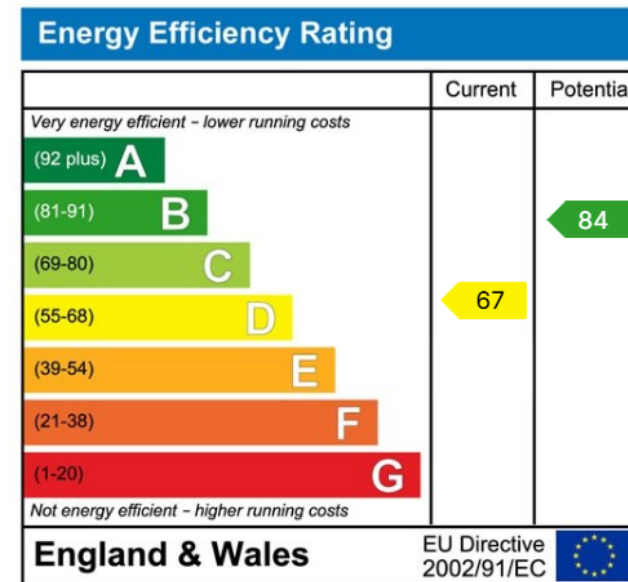 Energy Efficiency Rating
Current Potentia
Very energy efficient – lower running costs
(92 plus) A
(81-91) B
84
(69-80) C
(55-68) D
67
(39-54) E
(21-38) F
(1-20) G
Not energy efficient – higher running costs
England & Wales
EU Directive
2002/91/EC